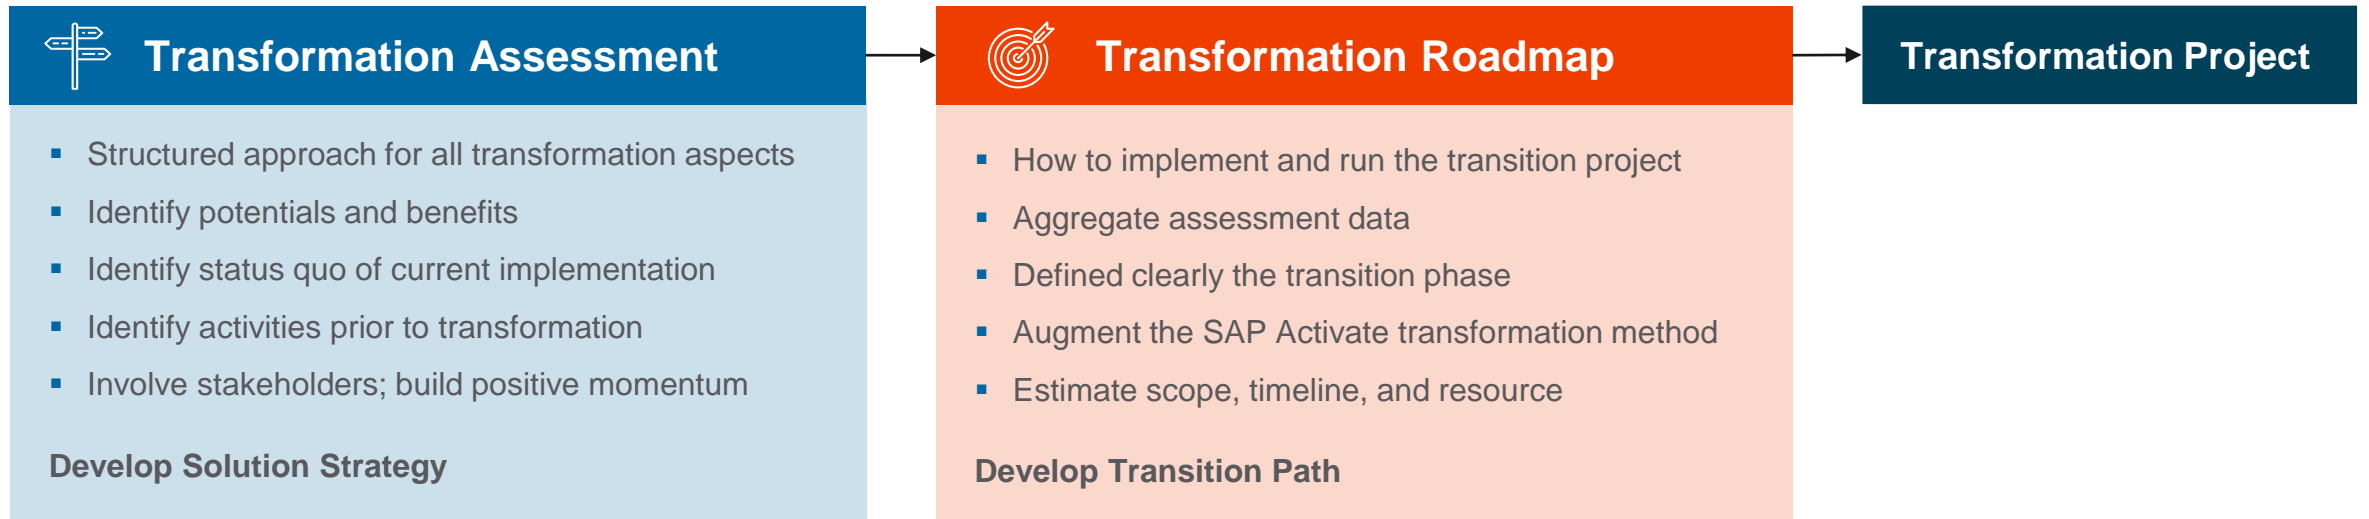 Transformation Assessment
Structured approach for all transformation aspects
Identify potentials and benefits
Identify status quo of current implementation
Identify activities prior to transformation
Involve stakeholders; build positive momentum
Develop Solution Strategy
Transformation Roadmap
How to implement and run the transition project
Aggregate assessment data
Defined clearly the transition phase
Augment the SAP Activate transformation method
Estimate scope, timeline, and resource
Develop Transition Path
Transformation Project